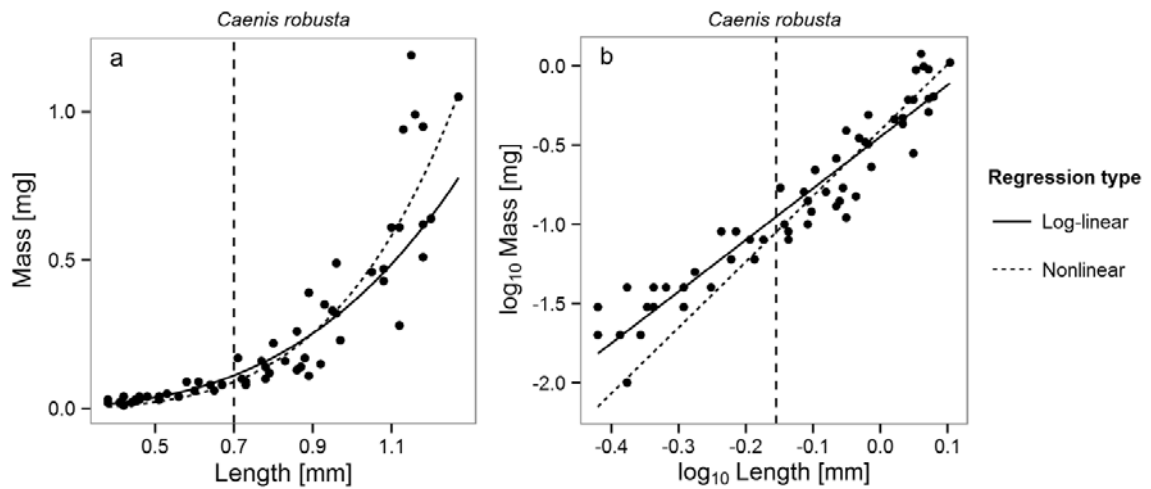 Caenis robusta
a
Mass [mg]
1.0
0.5
0.0
0.5
0.7
0.9
1.1
Length [mm]
Caenis robusta
b
log₁₀ Mass [mg]
0.0
-0.5
-1.0
-1.5
-2.0
-0.4
-0.3
-0.2
-0.1
0.0
0.1
log₁₀ Length [mm]
Regression type
Log-linear
Nonlinear